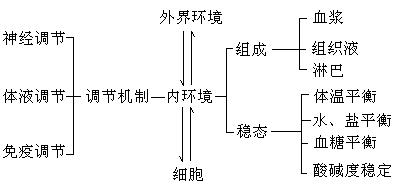 外界环境
神经调节
体液调节
免疫调节
调节机制
内环境
细胞
组成
血浆
组织液
淋巴
稳态
体温平衡
水、盐平衡
血糖平衡
酸碱度稳定